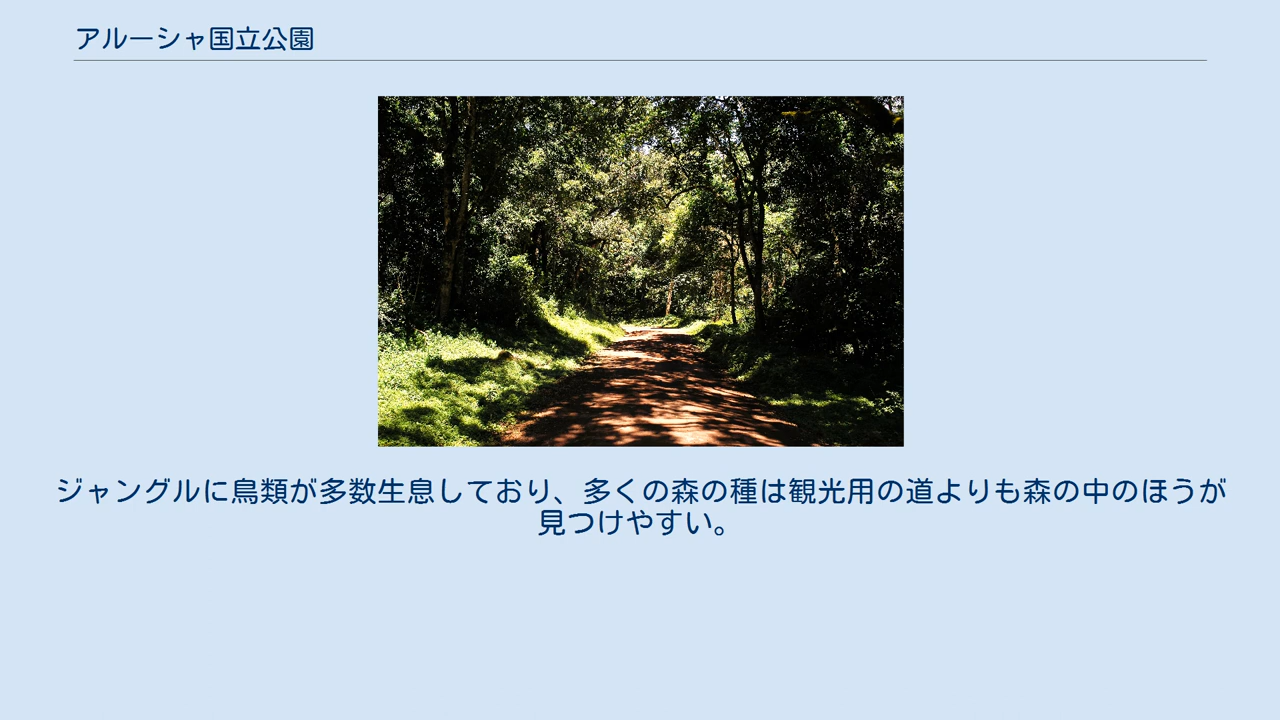 アルーシャ国立公園
ジャングルに鳥類が多数生息しており、多くの森の種は観光用の道よりも森の中のほうが
見つけやすい。